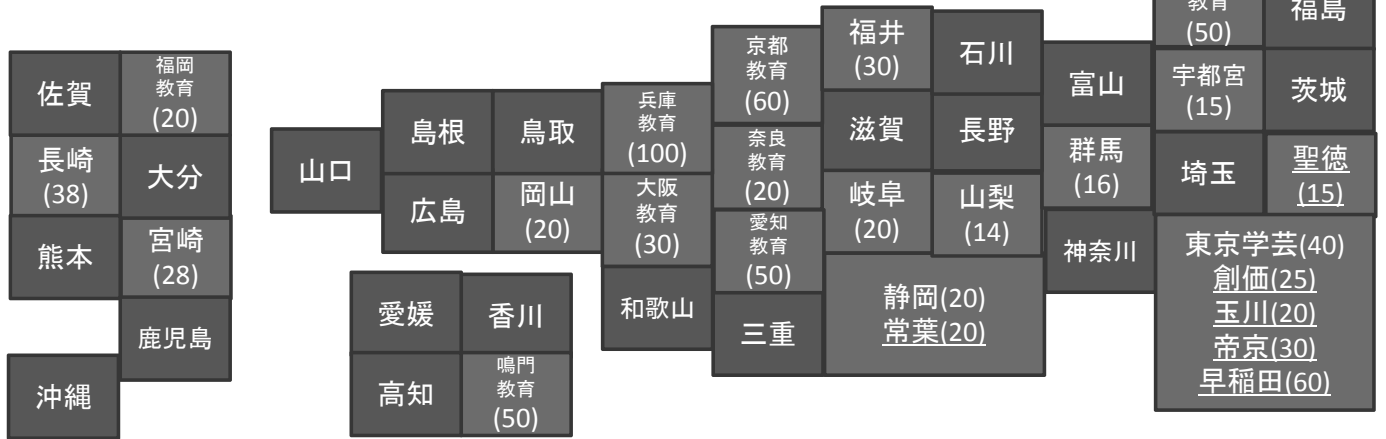 教育
(50)
福島
佐賀
福岡
教育
(20)
長崎
(38)
大分
熊本
宮崎
(28)
鹿児島
沖縄
山口
島根
鳥取
広島
岡山
(20)
兵庫
教育
(100)
大阪
教育
(30)
和歌山
愛媛
香川
高知
鳴門
教育
(50)
京都
教育
(60)
奈良
教育
(20)
愛知
教育
(50)
三重
福井
(30)
石川
滋賀
長野
岐阜
(20)
山梨
(14)
静岡(20)
常葉(20)
富山
群馬
(16)
神奈川
宇都宮
(15)
茨城
埼玉
聖徳
(15)
東京学芸(40)
創価(25)
玉川(20)
帝京(30)
早稲田(60)